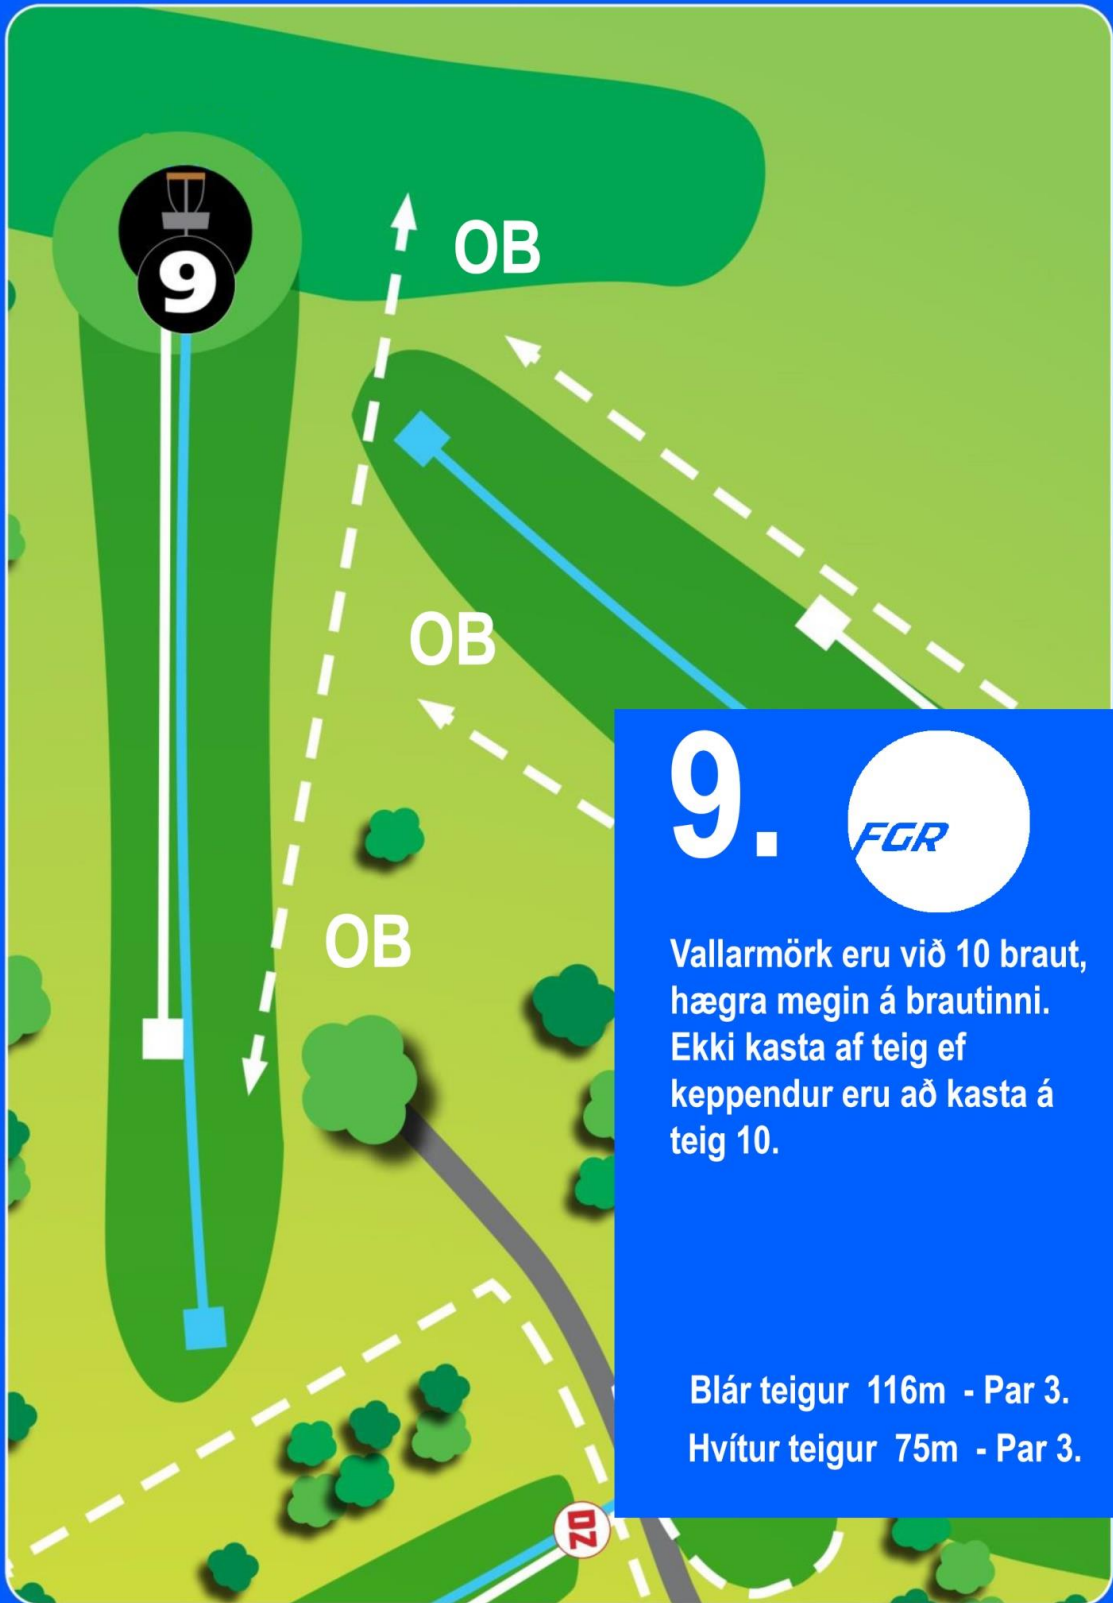 OB
9
OB
OB
9.
FGR
Vallarmörk eru við 10 braut,
hægra megin á brautinni.
Ekki kasta af teig ef
keppendur eru að kasta á
teig 10.
Blár teigur 116m - Par 3.
Hvítur teigur 75m - Par 3.
DZ